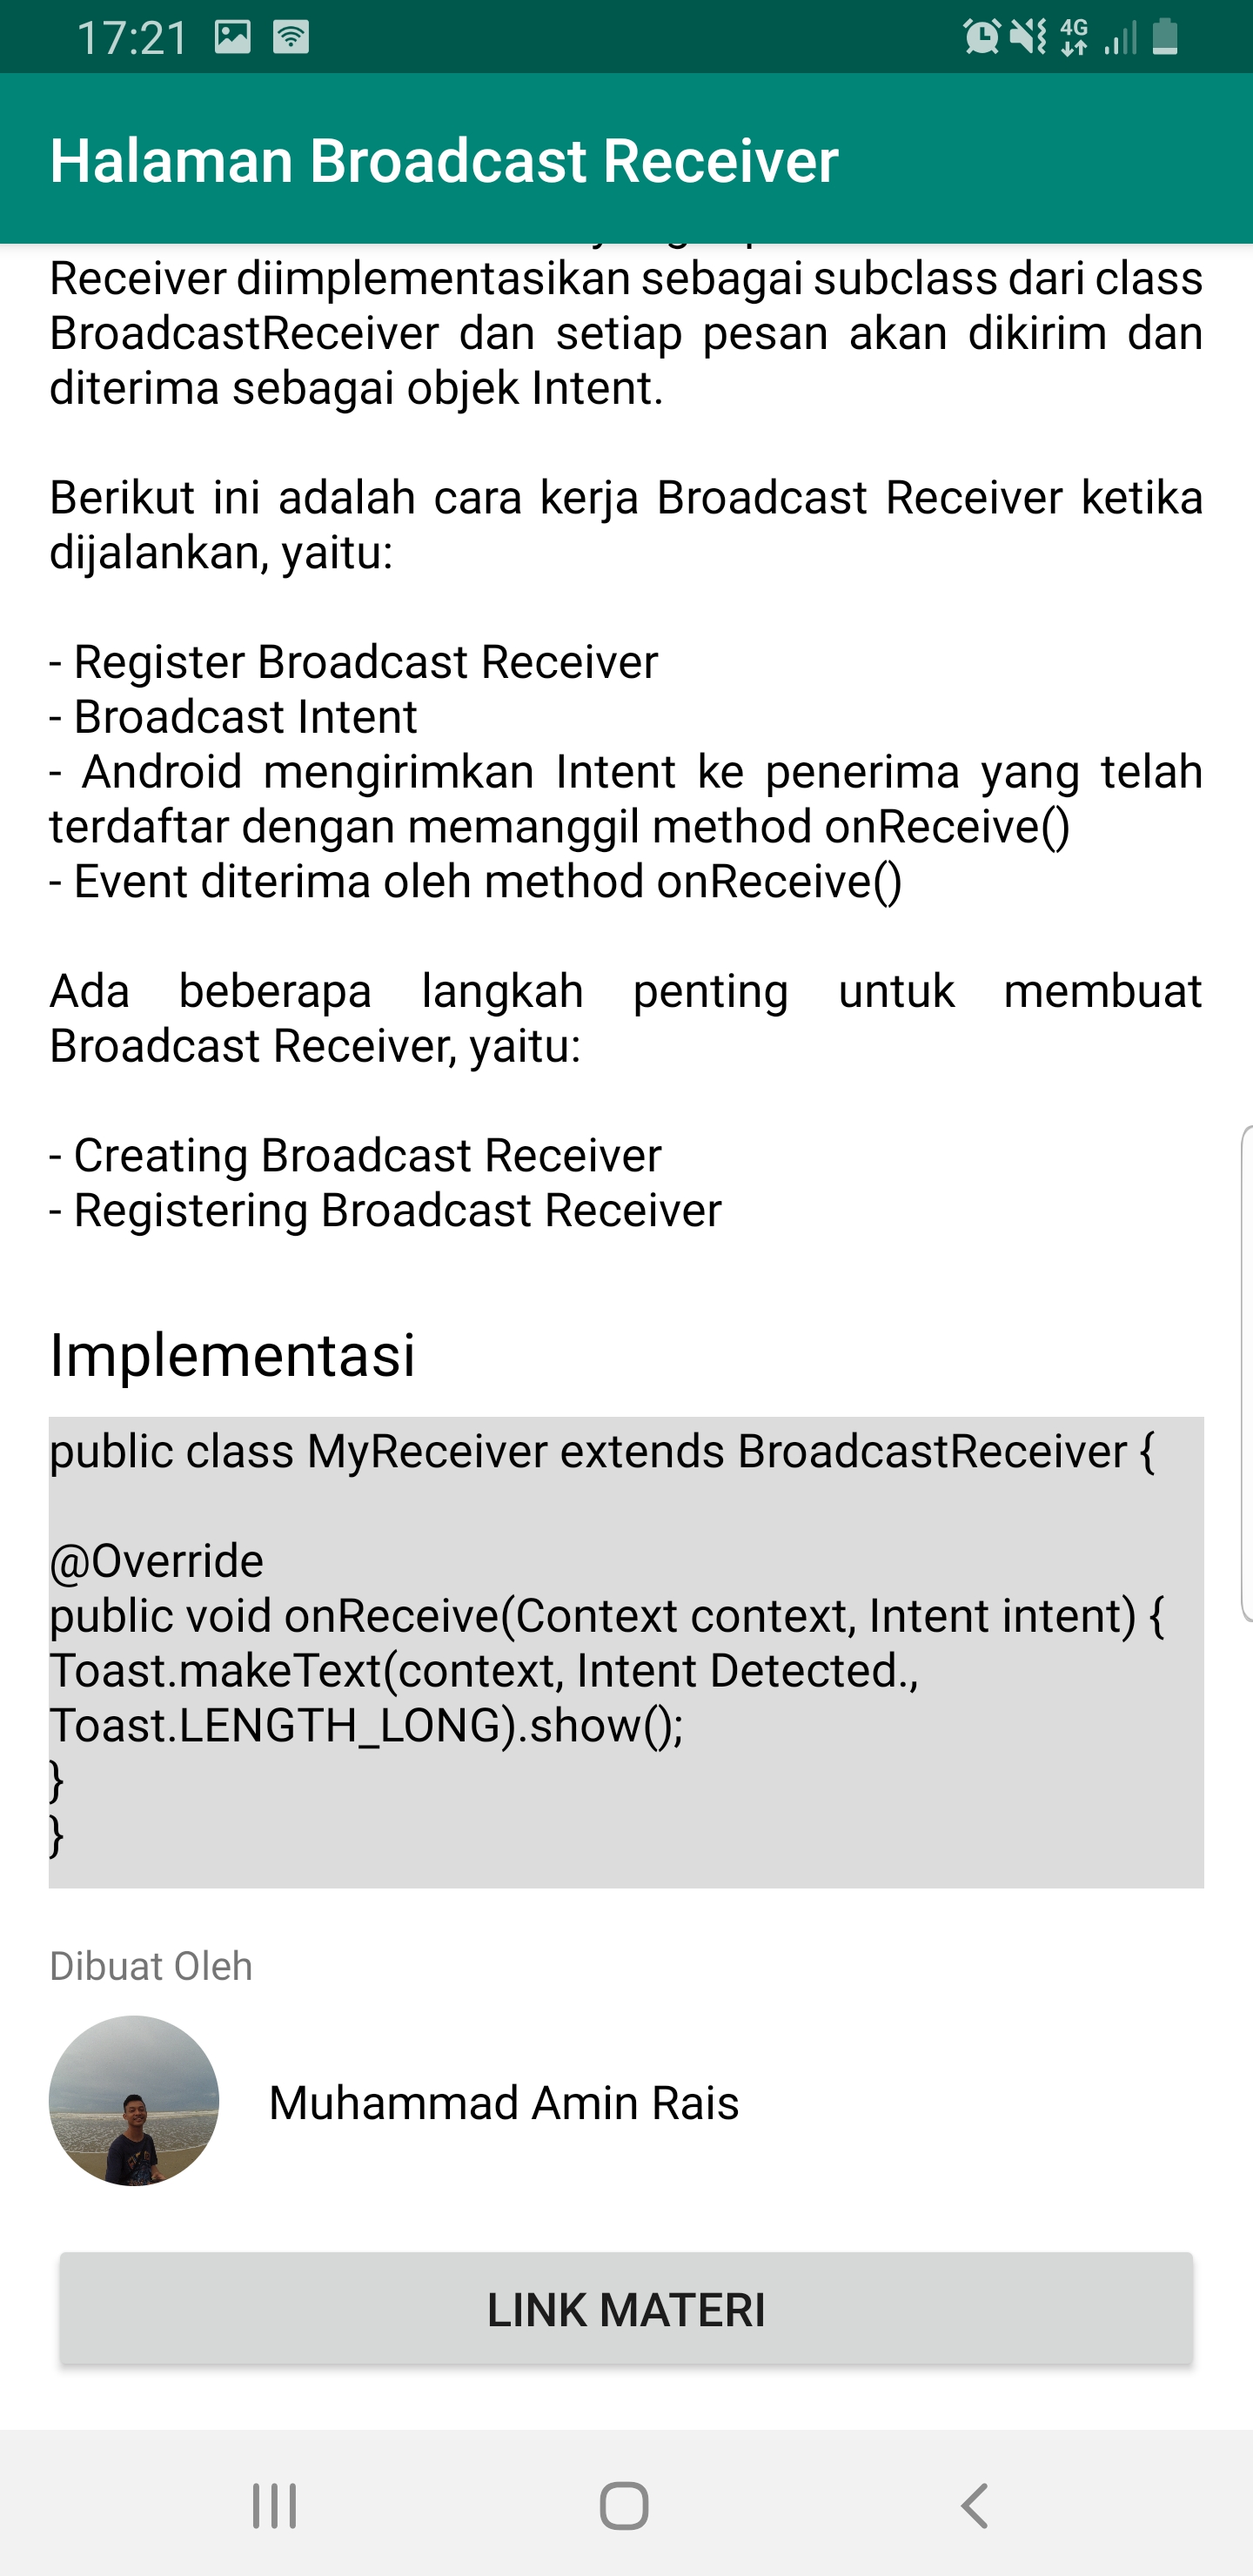 17:21
4G
Halaman Broadcast Receiver
Receiver diimplementasikan sebagai subclass dari class
BroadcastReceiver dan setiap pesan akan dikirim dan
diterima sebagai objek Intent.
Berikut ini adalah cara kerja Broadcast Receiver ketika
dijalankan, yaitu:
- Register Broadcast Receiver
- Broadcast Intent
- Android mengirimkan Intent ke penerima yang telah
terdaftar dengan memanggil method onReceive()
- Event diterima oleh method onReceive()
Ada beberapa langkah penting untuk membuat
Broadcast Receiver, yaitu:
- Creating Broadcast Receiver
- Registering Broadcast Receiver
Implementasi
public class MyReceiver extends BroadcastReceiver {
@Override
public void onReceive(Context context, Intent intent) {
Toast.makeText(context, Intent Detected.,
Toast.LENGTH_LONG).show();
}
}
Dibuat Oleh
Muhammad Amin Rais
LINK MATERI